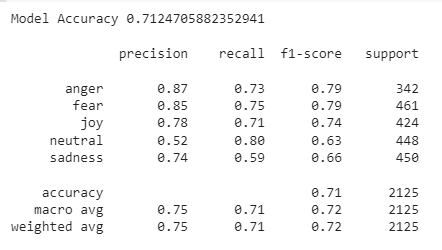 Model Accuracy 0.7124705882352941
precision recall f1-score support
anger 0.87 0.73 0.79 342
fear 0.85 0.75 0.79 461
joy 0.78 0.71 0.74 424
neutral 0.52 0.80 0.63 448
sadness 0.74 0.59 0.66 450
accuracy 0.71 2125
macro avg 0.75 0.71 0.72 2125
weighted avg 0.75 0.71 0.72 2125